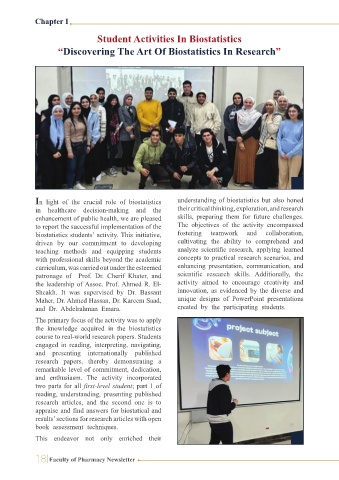 Chapter I
Student Activities In Biostatistics
“Discovering The Art Of Biostatistics In Research”
In light of the crucial role of biostatistics
in healthcare decision-making and the
enhancement of public health, we are pleased
to report the successful implementation of the
biostatistics students' activity. This initiative,
driven by our commitment to developing
teaching methods and equipping students
with professional skills beyond the academic
curriculum, was carried out under the esteemed
patronage of Prof. Dr. Cherif Khater, and
the leadership of Assoc. Prof. Ahmed R. El-
Sheakh. It was supervised by Dr. Bassant
Maher, Dr. Ahmed Hassan, Dr. Kareem Saad,
and Dr. Abdelrahman Emara.
The primary focus of the activity was to apply
the knowledge acquired in the biostatistics
course to real-world research papers. Students
engaged in reading, interpreting, navigating,
and presenting internationally published
research papers, thereby demonstrating a
remarkable level of commitment, dedication,
and enthusiasm. The activity incorporated
two parts for all first-level student; part 1 of
reading, understanding, presenting published
research articles, and the second one is to
appraise and find answers for biostatical and
results' sections for research articles with open
book assessment techniques.
This endeavor not only enriched their
understanding of biostatistics but also honed
their critical thinking, exploration, and research
skills, preparing them for future challenges.
The objectives of the activity encompassed
fostering teamwork and collaboration,
cultivating the ability to comprehend and
analyze scientific research, applying learned
concepts to practical research scenarios, and
enhancing presentation, communication, and
scientific research skills. Additionally, the
activity aimed to encourage creativity and
innovation, as evidenced by the diverse and
unique designs of PowerPoint presentations
created by the participating students.
project subject
18 Faculty of Pharmacy Newsletter